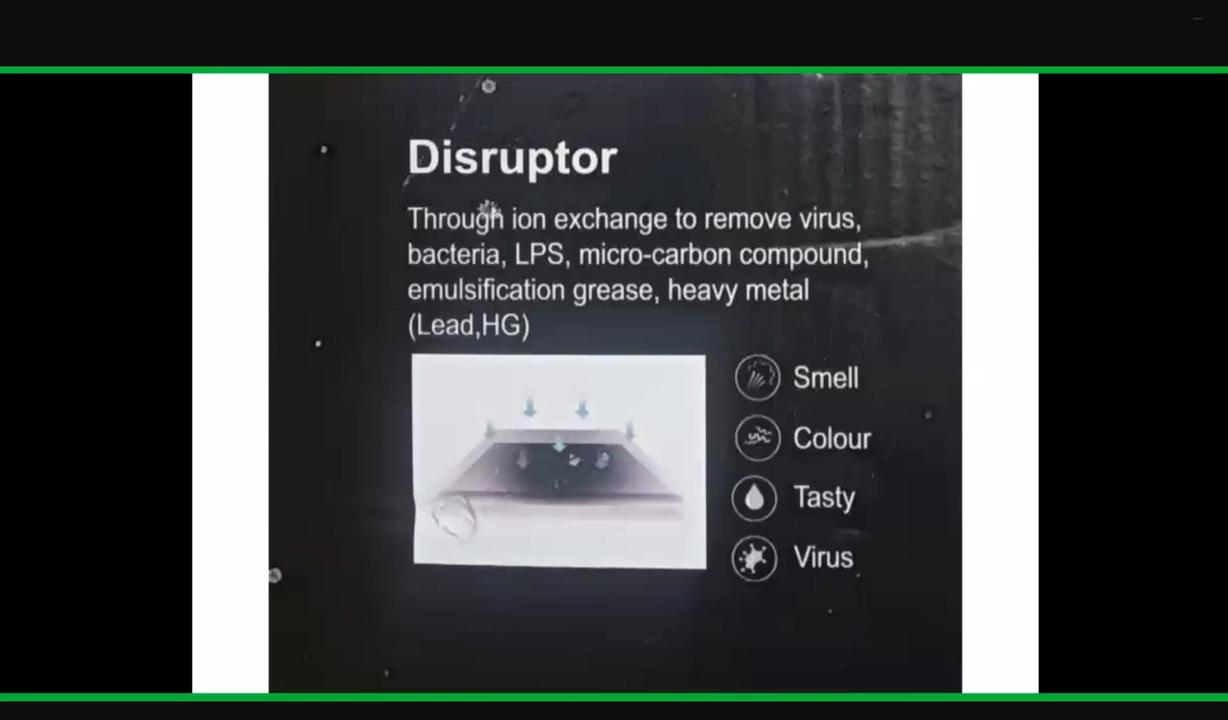 Disruptor
Through ion exchange to remove virus,
bacteria, LPS, micro-carbon compound,
emulsification grease, heavy metal
(Lead,HG)
Smell
Colour
Tasty
Virus